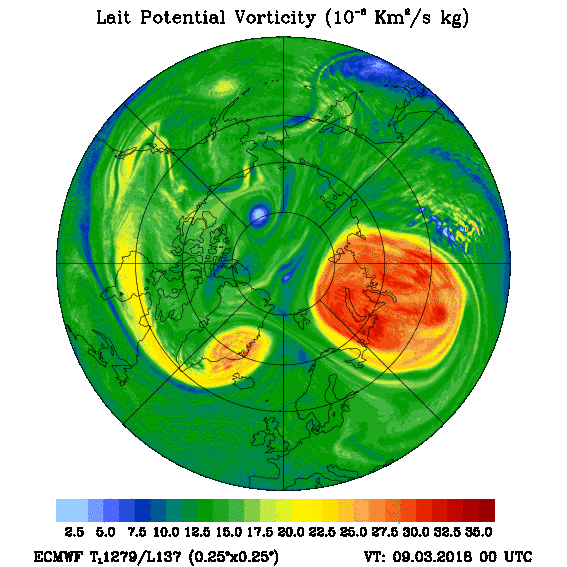 Lait Potential Vorticity (10⁻⁶ Km²/s kg)
2.5 5.0 7.5 10.0 12.5 15.0 17.5 20.0 22.5 25.0 27.5 30.0 32.5 35.0
ECMWF T_L1279/L137 (0.25°x0.25°) VT: 09.03.2018 00 UTC